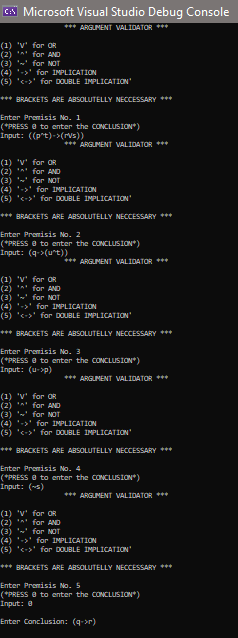 Microsoft Visual Studio Debug Console
*** ARGUMENT VALIDATOR ***
(1) 'V' for OR
(2) '^' for AND
(3) '~' for NOT
(4) '->' for IMPLICATION
(5) '<->' for DOUBLE IMPLICATION'
*** BRACKETS ARE ABSOLUTELLY NECCESSARY ***
Enter Premisis No. 1
(*PRESS 0 to enter the CONCLUSION*)
Input: ((p^t)->(rVs))
*** ARGUMENT VALIDATOR ***
(1) 'V' for OR
(2) '^' for AND
(3) '~' for NOT
(4) '->' for IMPLICATION
(5) '<->' for DOUBLE IMPLICATION'
*** BRACKETS ARE ABSOLUTELLY NECCESSARY ***
Enter Premisis No. 2
(*PRESS 0 to enter the CONCLUSION*)
Input: (q->(u^t))
*** ARGUMENT VALIDATOR ***
(1) 'V' for OR
(2) '^' for AND
(3) '~' for NOT
(4) '->' for IMPLICATION
(5) '<->' for DOUBLE IMPLICATION'
*** BRACKETS ARE ABSOLUTELLY NECCESSARY ***
Enter Premisis No. 3
(*PRESS 0 to enter the CONCLUSION*)
Input: (u->p)
*** ARGUMENT VALIDATOR ***
(1) 'V' for OR
(2) '^' for AND
(3) '~' for NOT
(4) '->' for IMPLICATION
(5) '<->' for DOUBLE IMPLICATION'
*** BRACKETS ARE ABSOLUTELLY NECCESSARY ***
Enter Premisis No. 4
(*PRESS 0 to enter the CONCLUSION*)
Input: (~s)
*** ARGUMENT VALIDATOR ***
(1) 'V' for OR
(2) '^' for AND
(3) '~' for NOT
(4) '->' for IMPLICATION
(5) '<->' for DOUBLE IMPLICATION'
*** BRACKETS ARE ABSOLUTELLY NECCESSARY ***
Enter Premisis No. 5
(*PRESS 0 to enter the CONCLUSION*)
Input: 0
Enter Conclusion: (q->r)